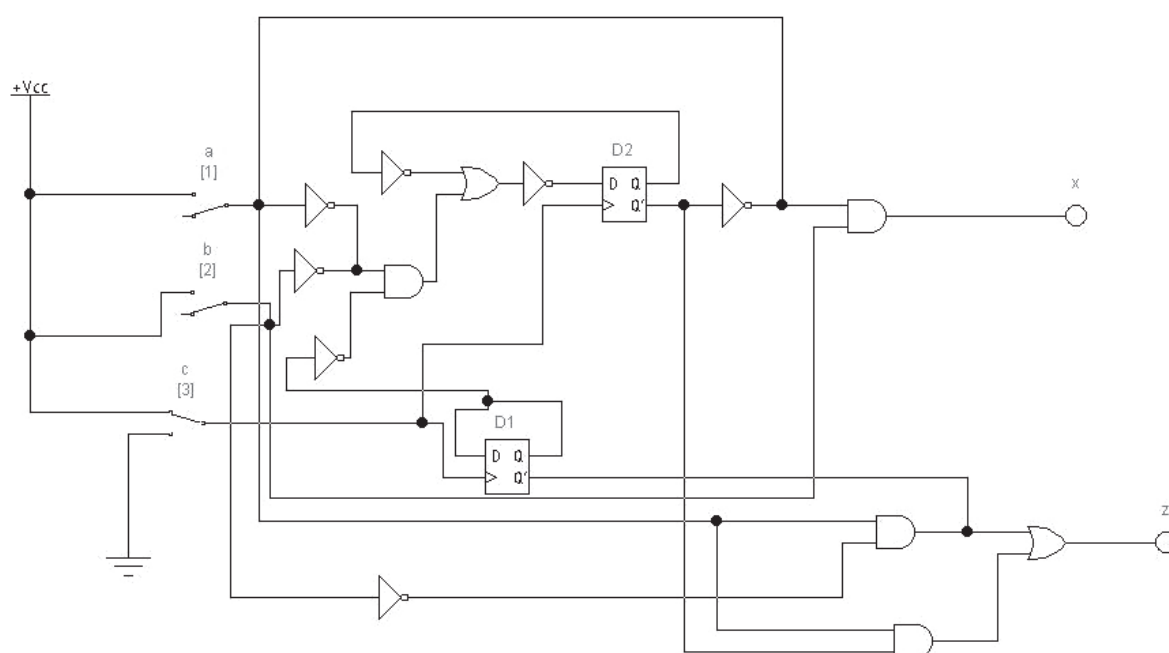 +Vcc
a
[1]
b
[2]
c
[3]
D2
D Q
Q'
x
D1
D Q
Q'
z